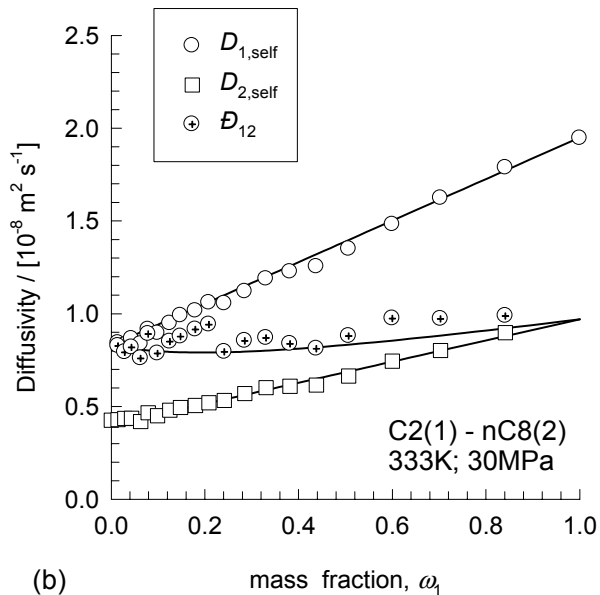 2.5
2.0
1.5
1.0
0.5
0.0
Diffusivity / [10⁻⁸ m² s⁻¹]
D₁,self
D₂,self
Đ₁₂
C2(1) - nC8(2)
333K; 30MPa
0.0 0.2 0.4 0.6 0.8 1.0
(b) mass fraction, ω₁